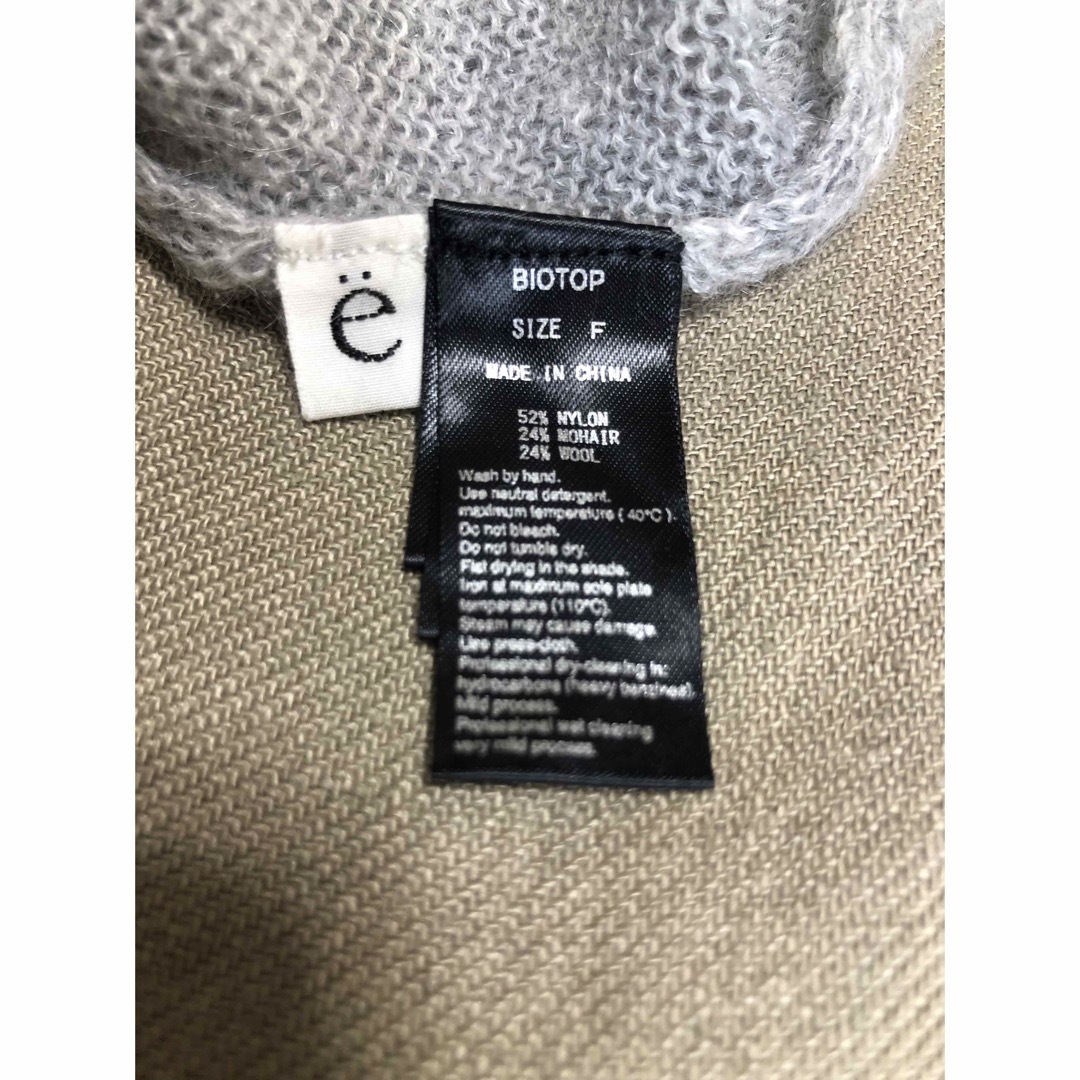 ë
BIOTOP
SIZE F
MADE IN CHINA
52% NYLON
24% MOHAIR
24% WOOL
Wash by hand.
Use neutral detergent.
maximum temperature ( 40°C ).
Do not bleach.
Do not tumble dry.
Flat drying in the shade.
Iron at maximum sole plate
temperature (110°C).
Steam may cause damage.
Use press-cloth.
Professional dry-cleaning in:
hydrocarbons (heavy benzines).
Mild process.
Professional wet cleaning
very mild process.